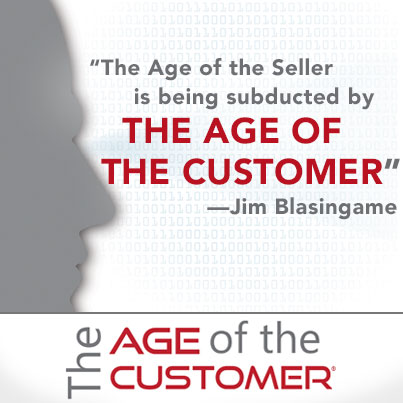 “The Age of the Seller
is being subducted by
THE AGE OF
THE CUSTOMER”
—Jim Blasingame
The AGE of the
CUSTOMER®